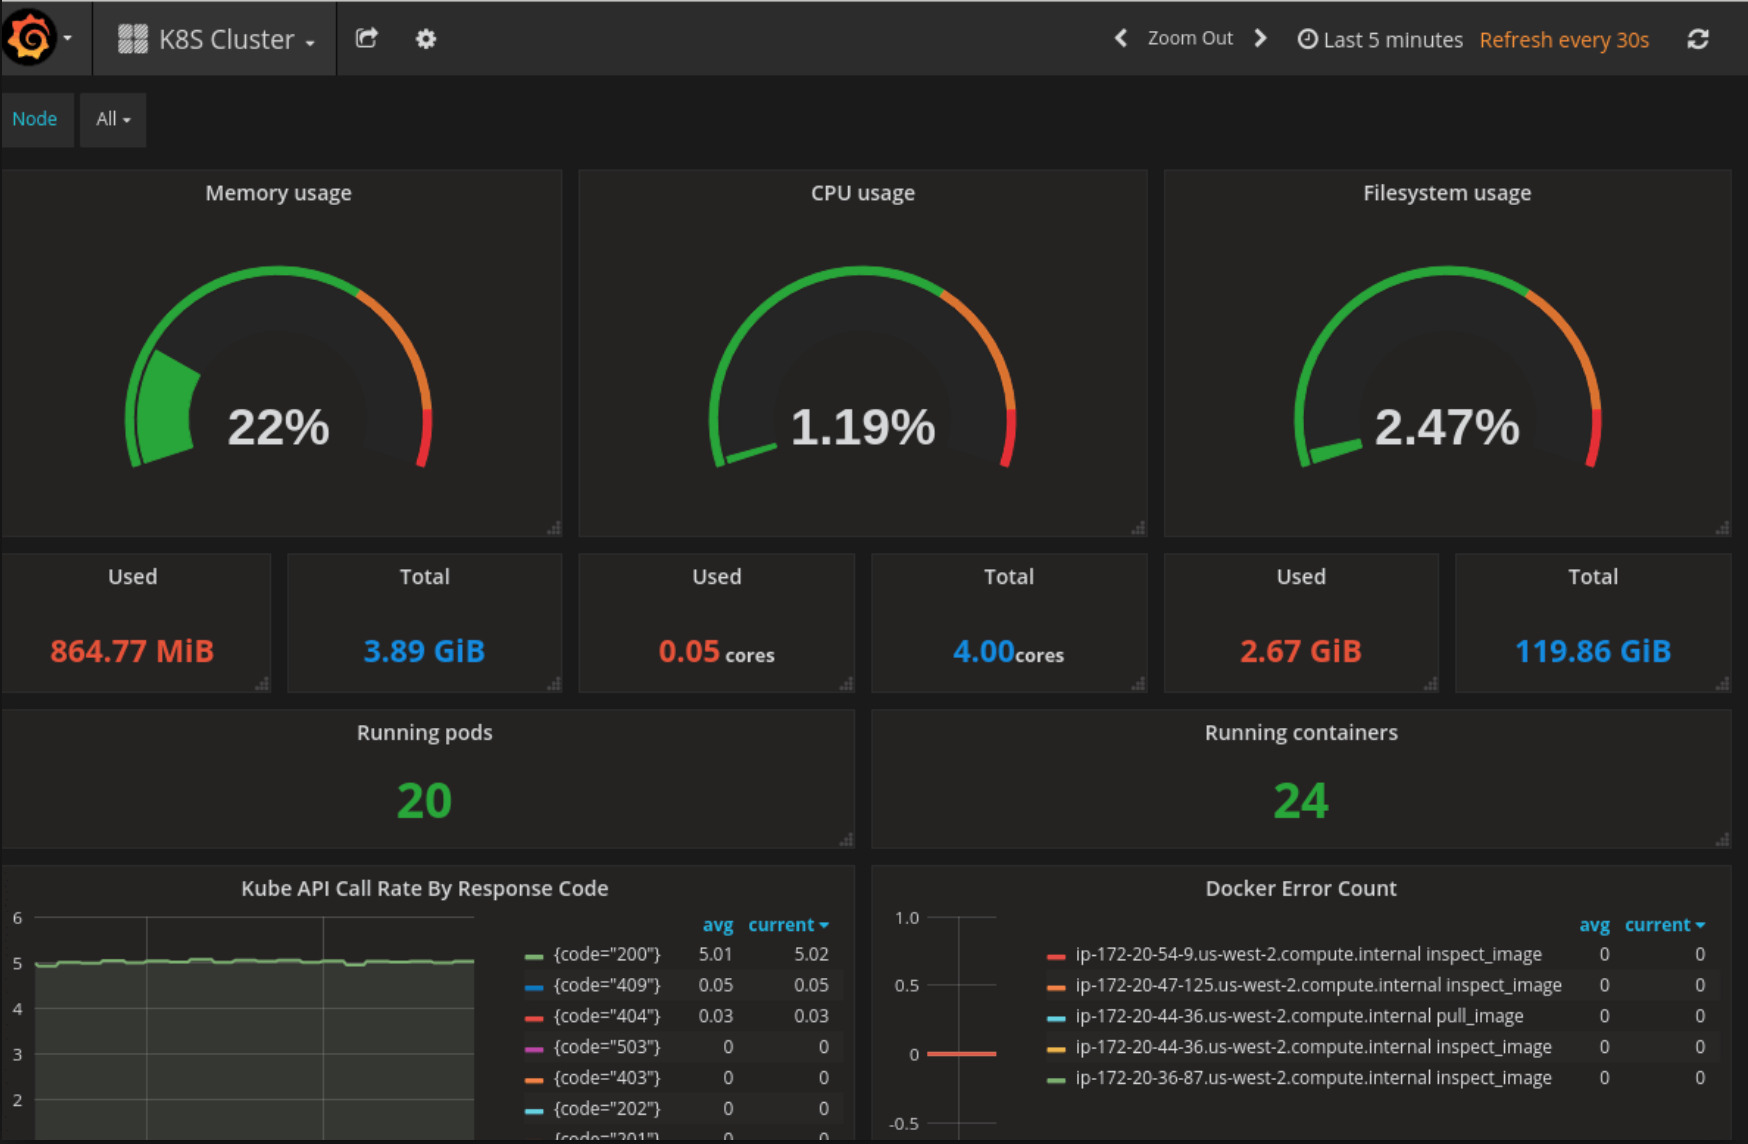 K8S Cluster
Zoom Out
Last 5 minutes
Refresh every 30s
Node
All
Memory usage
22%
CPU usage
1.19%
Filesystem usage
2.47%
Used
864.77 MiB
Total
3.89 GiB
Used
0.05 cores
Total
4.00cores
Used
2.67 GiB
Total
119.86 GiB
Running pods
20
Running containers
24
Kube API Call Rate By Response Code
6
5
4
3
2
avg current
{code="200"} 5.01 5.02
{code="409"} 0.05 0.05
{code="404"} 0.03 0.03
{code="503"} 0 0
{code="403"} 0 0
{code="202"} 0 0
{code="201"} 0 0
Docker Error Count
1.0
0.5
0
-0.5
avg current
ip-172-20-54-9.us-west-2.compute.internal inspect_image 0 0
ip-172-20-47-125.us-west-2.compute.internal inspect_image 0 0
ip-172-20-44-36.us-west-2.compute.internal pull_image 0 0
ip-172-20-44-36.us-west-2.compute.internal inspect_image 0 0
ip-172-20-36-87.us-west-2.compute.internal inspect_image 0 0